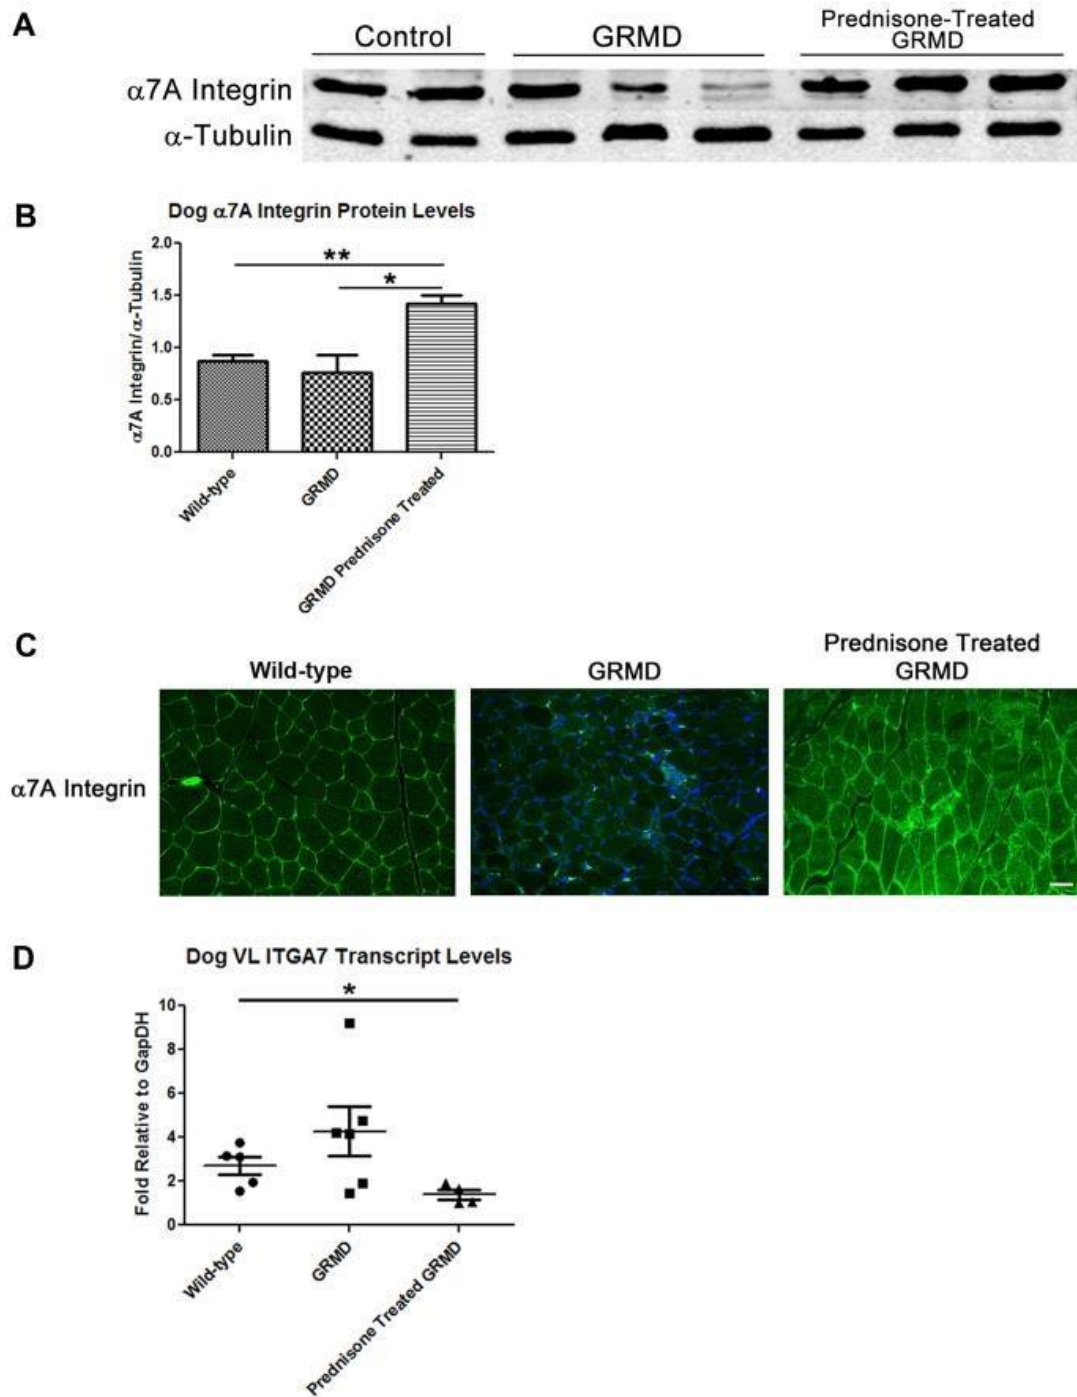 A
Control
GRMD
Prednisone-Treated
GRMD
α7A Integrin
α-Tubulin
B
Dog α7A Integrin Protein Levels
α7A Integrin/α-Tubulin
2.0
1.5
1.0
0.5
0.0
**
*
Wild-type
GRMD
GRMD Prednisone Treated
C
Wild-type
GRMD
Prednisone Treated
GRMD
α7A Integrin
D
Dog VL ITGA7 Transcript Levels
Fold Relative to GapDH
10
8
6
4
2
0
*
Wild-type
GRMD
Prednisone Treated GRMD